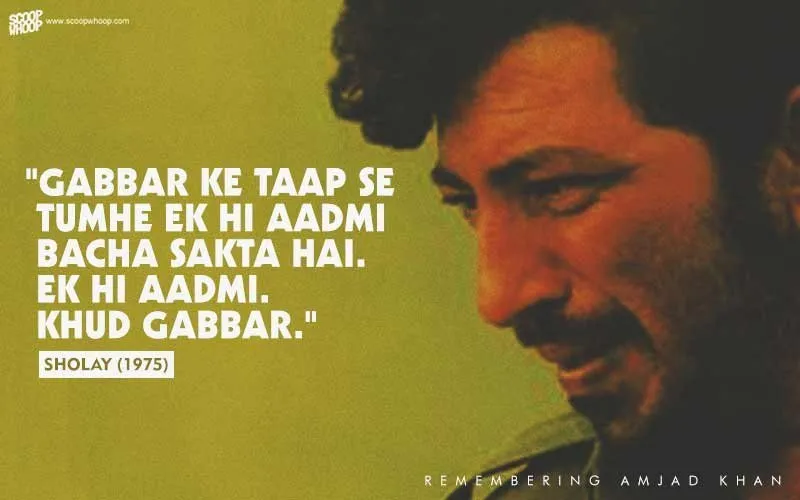 SCOOP WHOOP www.scoopwhoop.com
"GABBAR KE TAAP SE
TUMHE EK HI AADMI
BACHA SAKTA HAI.
EK HI AADMI.
KHUD GABBAR."
SHOLAY (1975)
REMEMBERING AMJAD KHAN